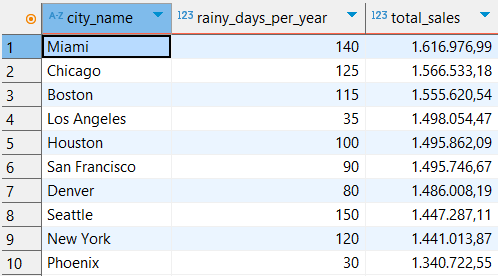 A-Z city_name 123 rainy_days_per_year 123 total_sales
1 Miami 140 1.616.976,99
2 Chicago 125 1.566.533,18
3 Boston 115 1.555.620,54
4 Los Angeles 35 1.498.054,47
5 Houston 100 1.495.862,09
6 San Francisco 90 1.495.746,67
7 Denver 80 1.486.008,19
8 Seattle 150 1.447.287,11
9 New York 120 1.441.013,87
10 Phoenix 30 1.340.722,55